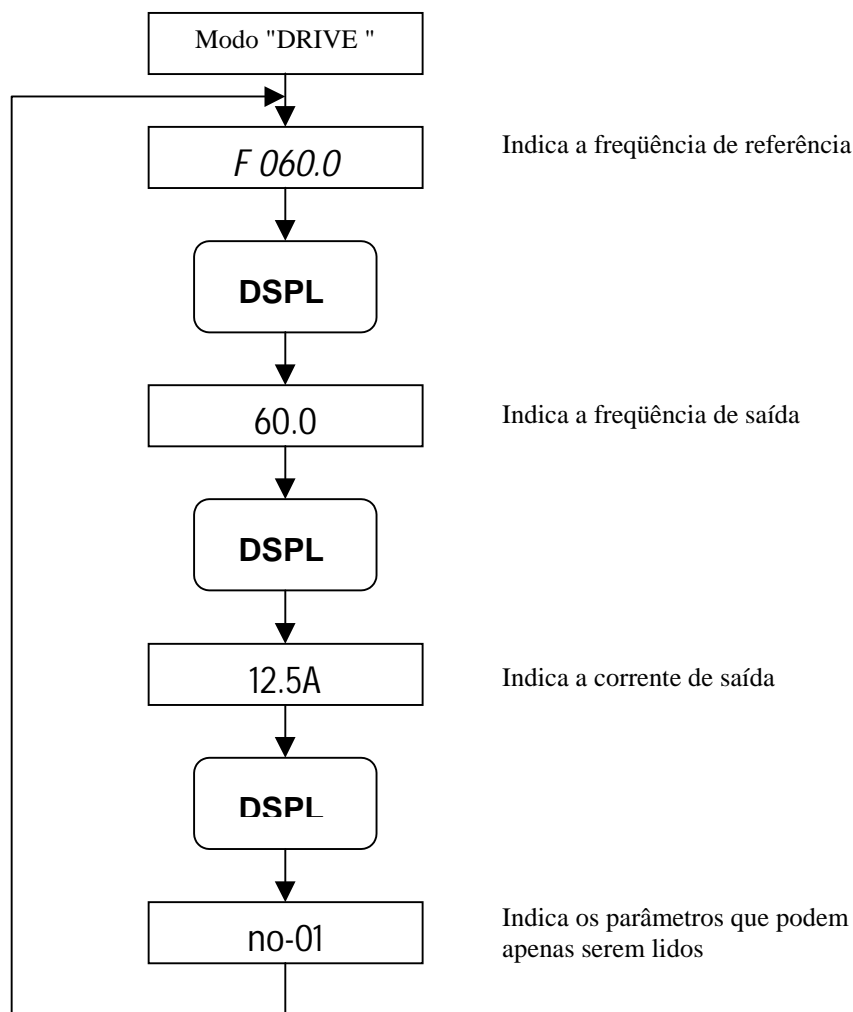 Modo "DRIVE "
F 060.0
Indica a freqüência de referência
DSPL
60.0
Indica a freqüência de saída
DSPL
12.5A
Indica a corrente de saída
DSPL
no-01
Indica os parâmetros que podem
apenas serem lidos